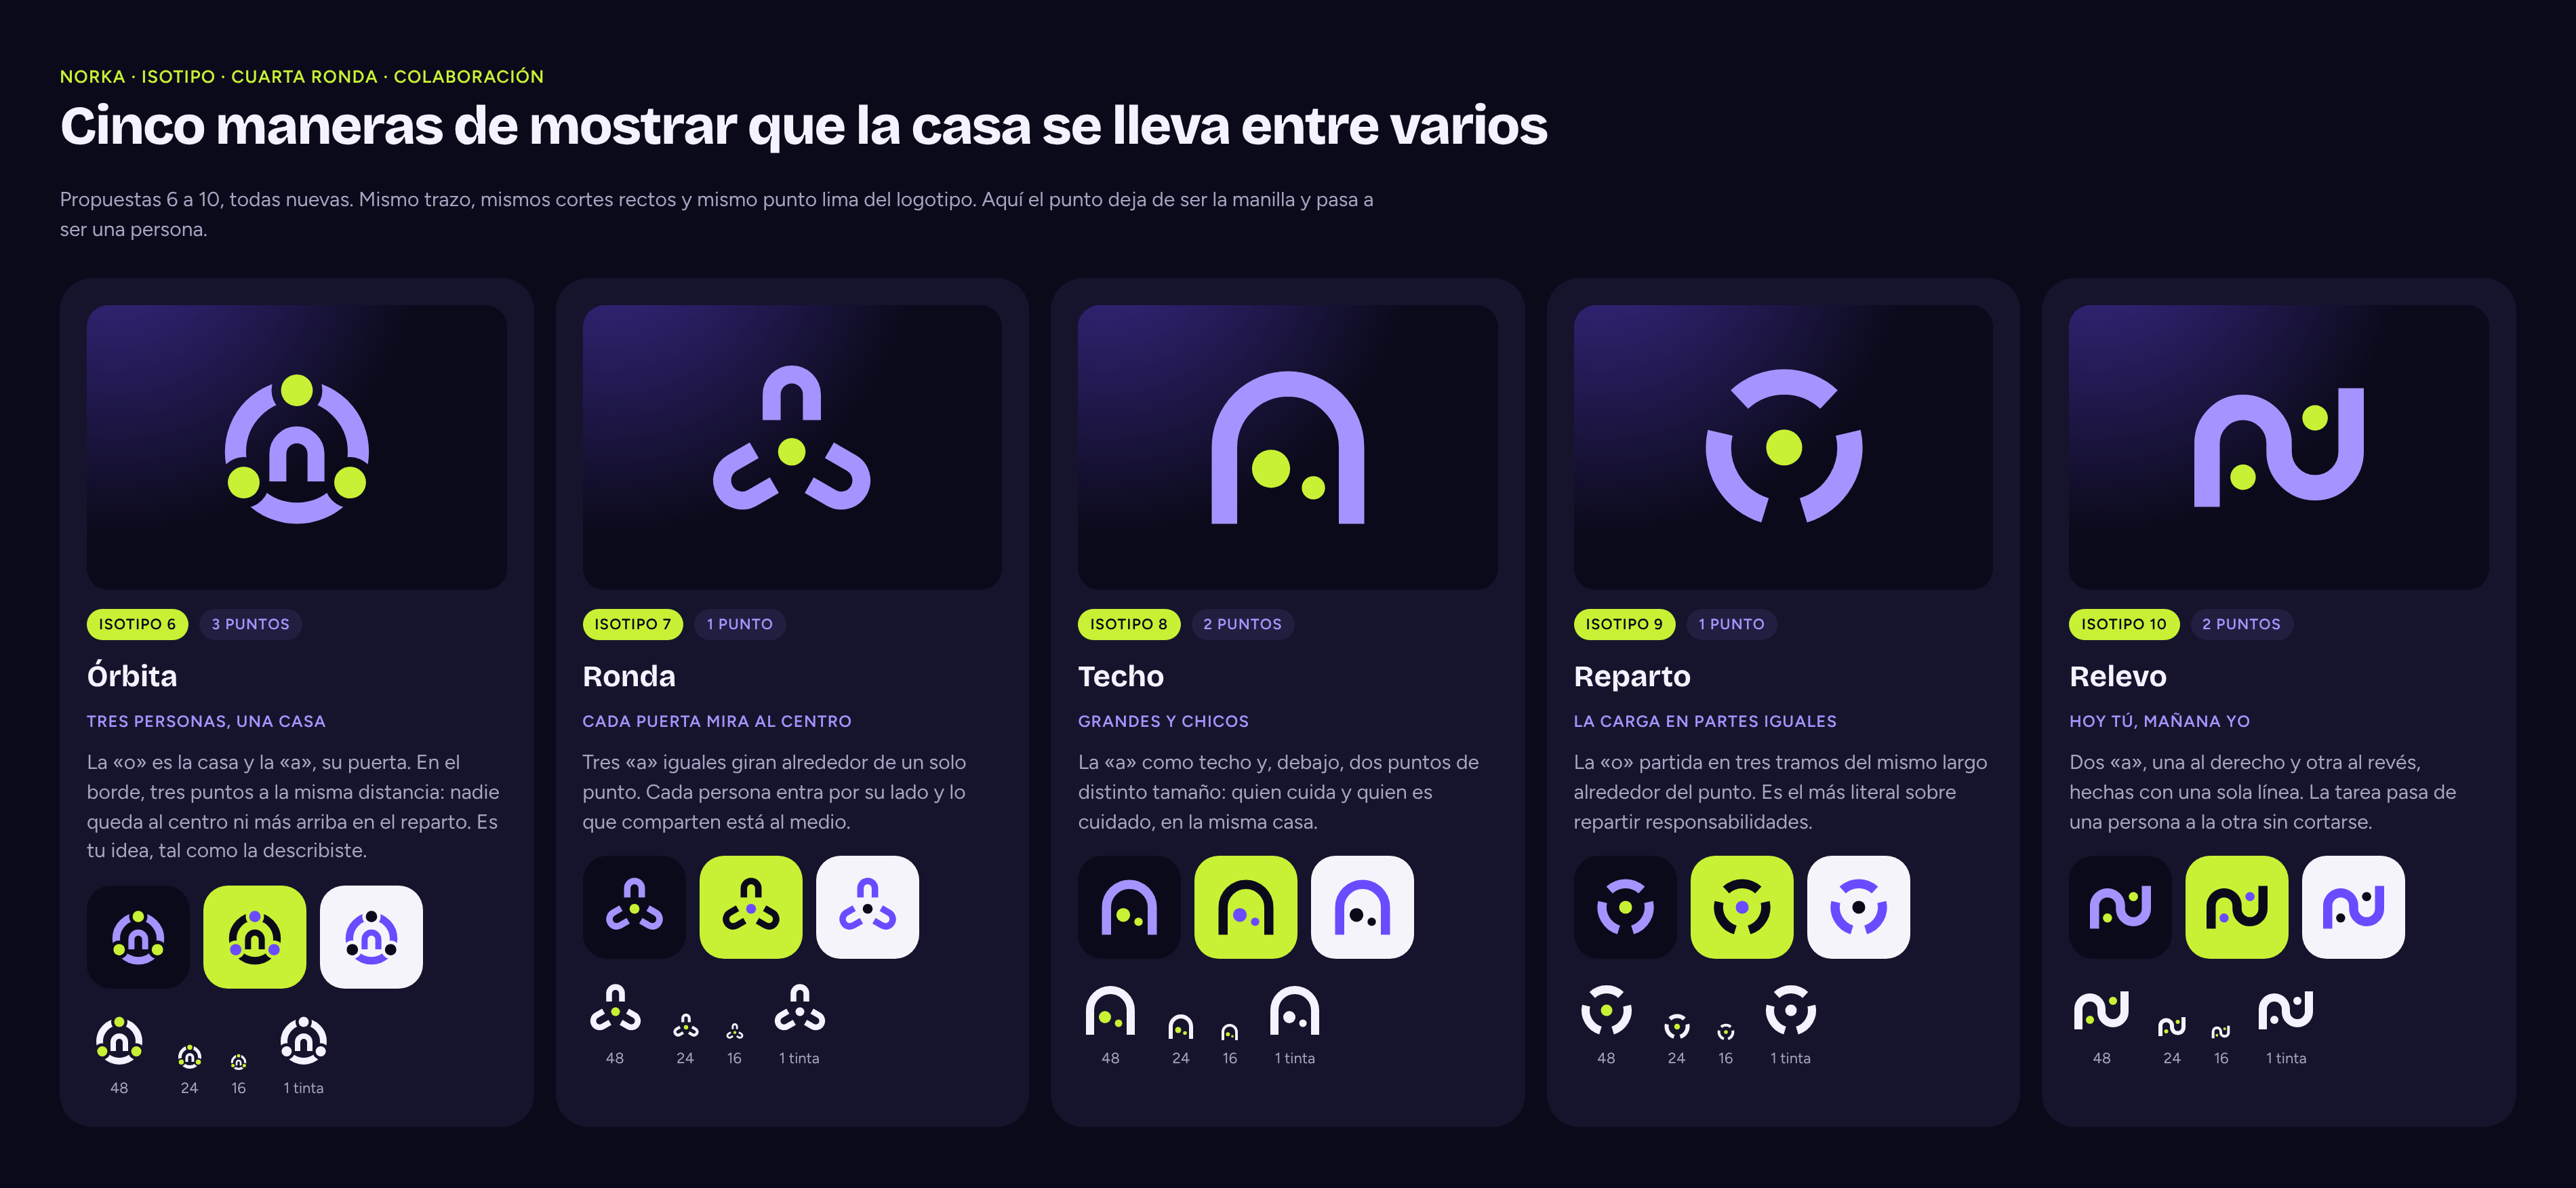 NORKA · ISOTIPO · CUARTA RONDA · COLABORACIÓN
Cinco maneras de mostrar que la casa se lleva entre varios
Propuestas 6 a 10, todas nuevas. Mismo trazo, mismos cortes rectos y mismo punto lima del logotipo. Aquí el punto deja de ser la manilla y pasa a
ser una persona.
ISOTIPO 6
3 PUNTOS
Órbita
TRES PERSONAS, UNA CASA
La «o» es la casa y la «a», su puerta. En el
borde, tres puntos a la misma distancia: nadie
queda al centro ni más arriba en el reparto. Es
tu idea, tal como la describiste.
48
24
16
1 tinta
ISOTIPO 7
1 PUNTO
Ronda
CADA PUERTA MIRA AL CENTRO
Tres «a» iguales giran alrededor de un solo
punto. Cada persona entra por su lado y lo
que comparten está al medio.
48
24
16
1 tinta
ISOTIPO 8
2 PUNTOS
Techo
GRANDES Y CHICOS
La «a» como techo y, debajo, dos puntos de
distinto tamaño: quien cuida y quien es
cuidado, en la misma casa.
48
24
16
1 tinta
ISOTIPO 9
1 PUNTO
Reparto
LA CARGA EN PARTES IGUALES
La «o» partida en tres tramos del mismo largo
alrededor del punto. Es el más literal sobre
repartir responsabilidades.
48
24
16
1 tinta
ISOTIPO 10
2 PUNTOS
Relevo
HOY TÚ, MAÑANA YO
Dos «a», una al derecho y otra al revés,
hechas con una sola línea. La tarea pasa de
una persona a la otra sin cortarse.
48
24
16
1 tinta